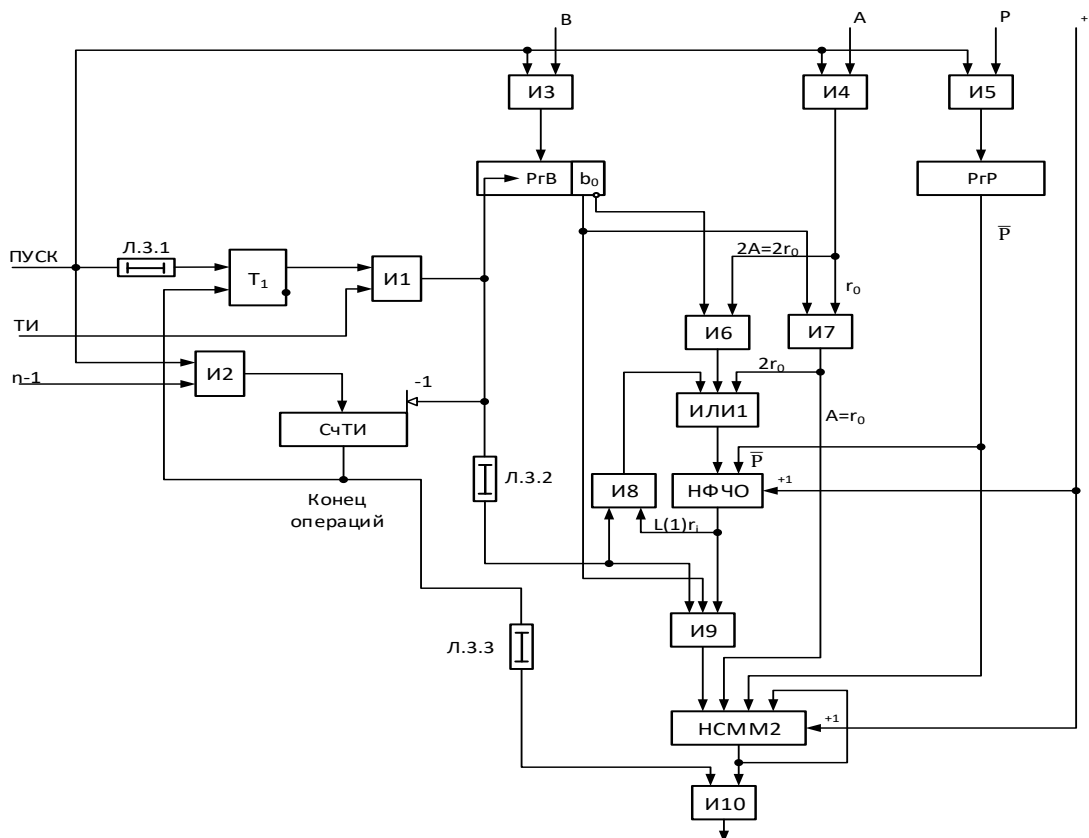 B
A
P
+
И3
И4
И5
РгВ
b₀
РгР
P̅
Л.З.1
ПУСК
Т₁
И1
2A=2r₀
r₀
ТИ
И6
И7
n-1
И2
-1
2r₀
ИЛИ1
A=r₀
СчТИ
Л.З.2
P̅
И8
НФЧО
+1
Конец
операций
L(1)rᵢ
И9
Л.З.3
НСММ2
+1
И10